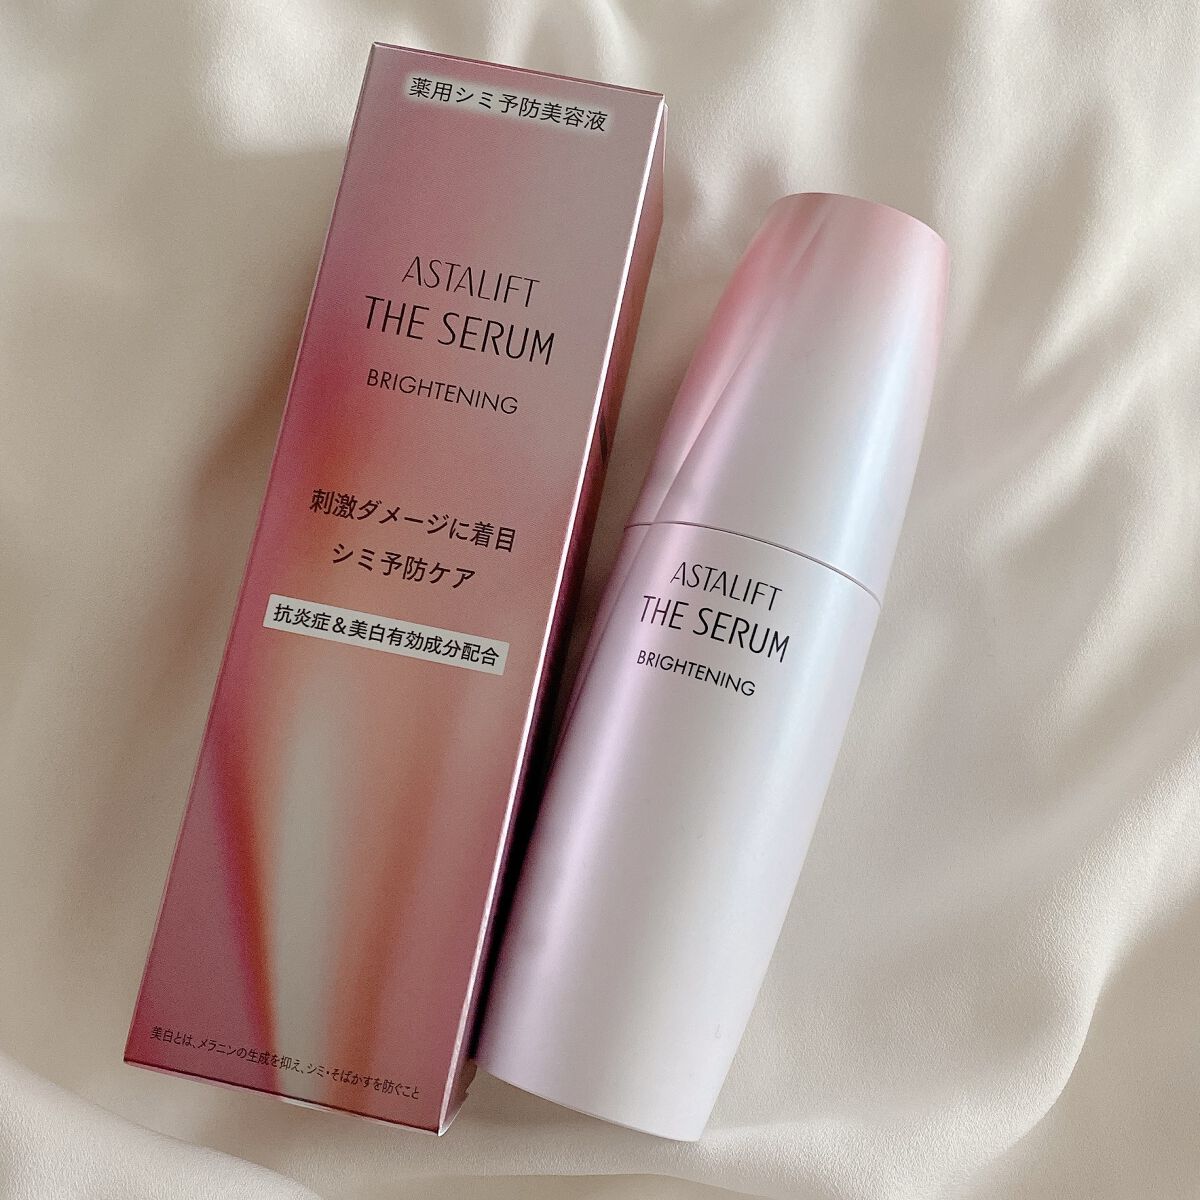 薬用シミ予防美容液
ASTALIFT
THE SERUM
BRIGHTENING
刺激ダメージに着目
シミ予防ケア
抗炎症&美白有効成分配合
美白とは、メラニンの生成を抑え、シミ・そばかすを防ぐこと
ASTALIFT
THE SERUM
BRIGHTENING